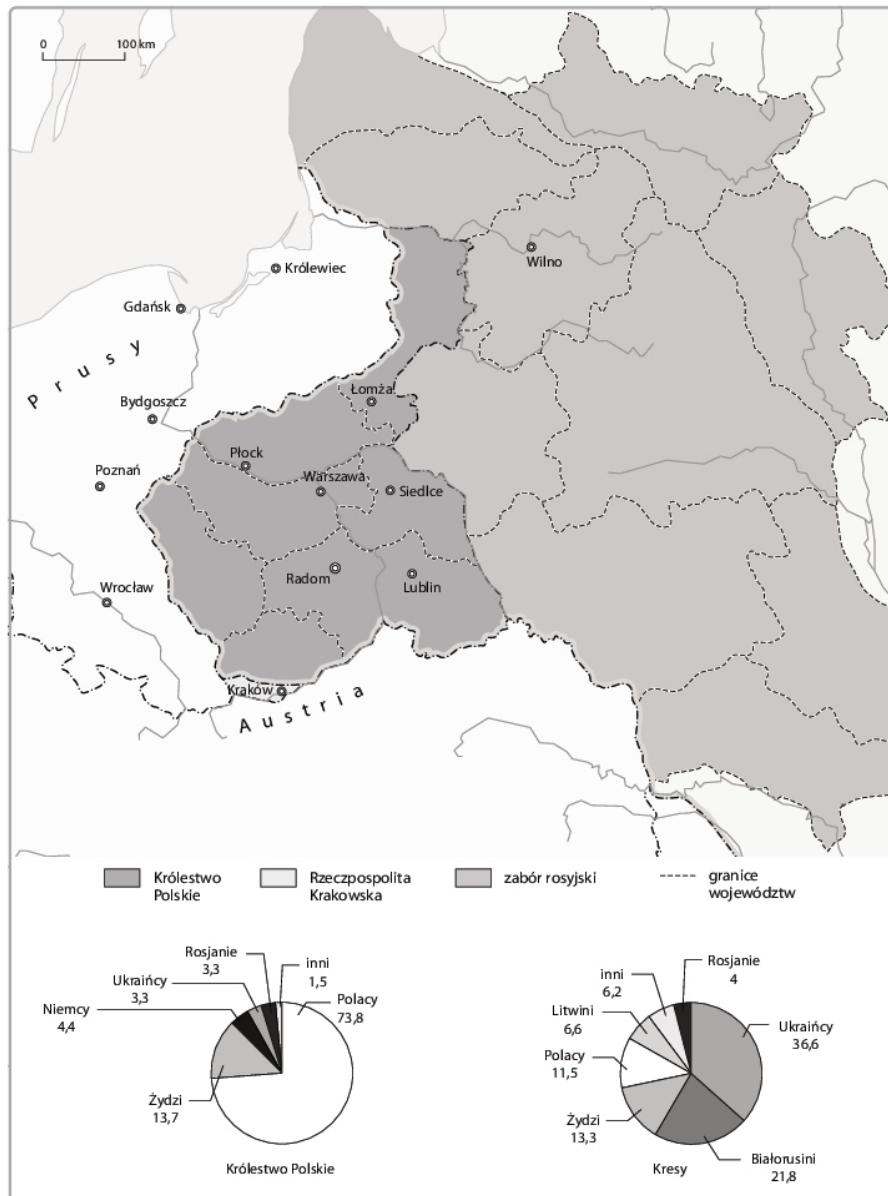 0 100 km
Wilno
Królewiec
Gdańsk
Prusy
Łomża
Bydgoszcz
Płock
Poznań
Warszawa
Siedlce
Radom
Lublin
Wrocław
Kraków
Austria
Królestwo
Polskie
Rzeczpospolita
Krakowska
zabór rosyjski
granice
województw
Rosjanie
3,3
inni
1,5
Ukraińcy
3,3
Polacy
73,8
Niemcy
4,4
Żydzi
13,7
Królestwo Polskie
Rosjanie
4
inni
6,2
Litwini
6,6
Ukraińcy
36,6
Polacy
11,5
Żydzi
13,3
Białorusini
21,8
Kresy